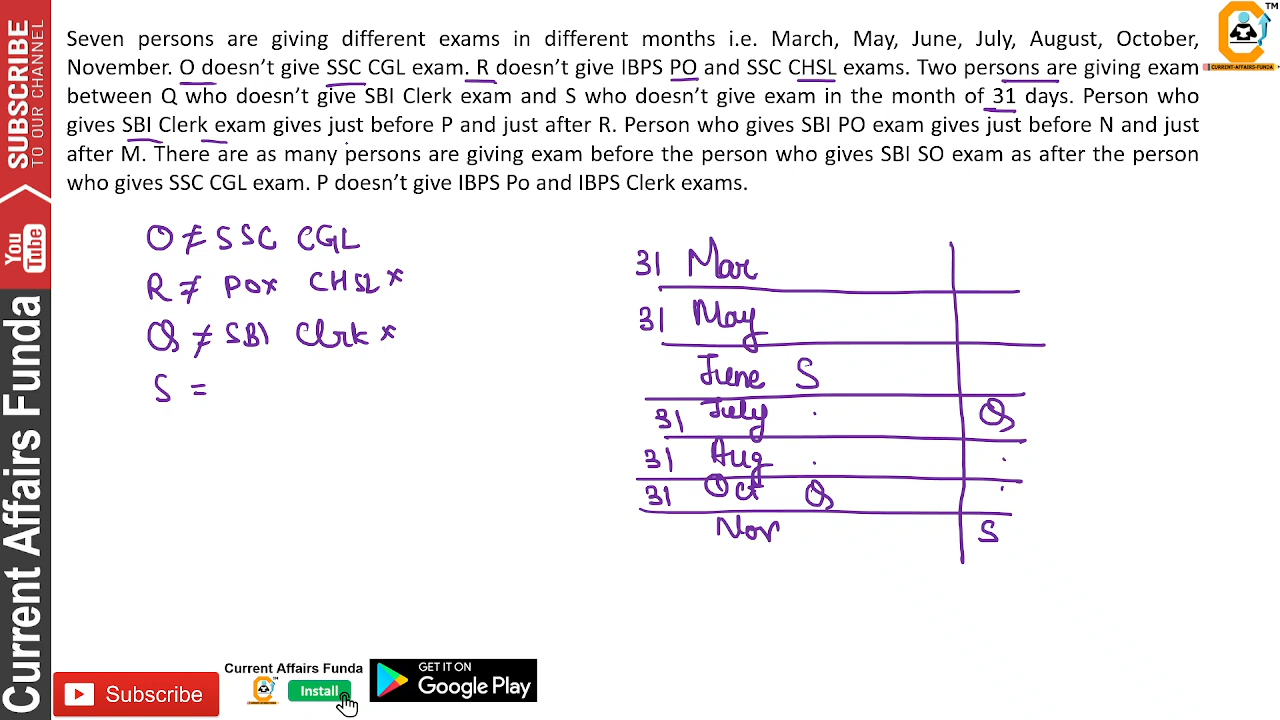 Seven persons are giving different exams in different months i.e. March, May, June, July, August, October,
November. O doesn't give SSC CGL exam. R doesn't give IBPS PO and SSC CHSL exams. Two persons are giving exam
between Q who doesn't give SBI Clerk exam and S who doesn't give exam in the month of 31 days. Person who
gives SBI Clerk exam gives just before P and just after R. Person who gives SBI PO exam gives just before N and just
after M. There are as many persons are giving exam before the person who gives SBI SO exam as after the person
who gives SSC CGL exam. P doesn't give IBPS Po and IBPS Clerk exams.
O ≠ SSC CGL
R ≠ PO× CHSL ×
Q ≠ SBI Clrk ×
S =
31 Mar
31 May
June S
31 July . Q
31 Aug . .
31 Oct Q .
Nov S
SUBSCRIBE
TO OUR CHANNEL
You Tube
Current Affairs Funda
TM
CURRENT-AFFAIRS-FUNDA
Subscribe
Current Affairs Funda
Install
GET IT ON
Google Play